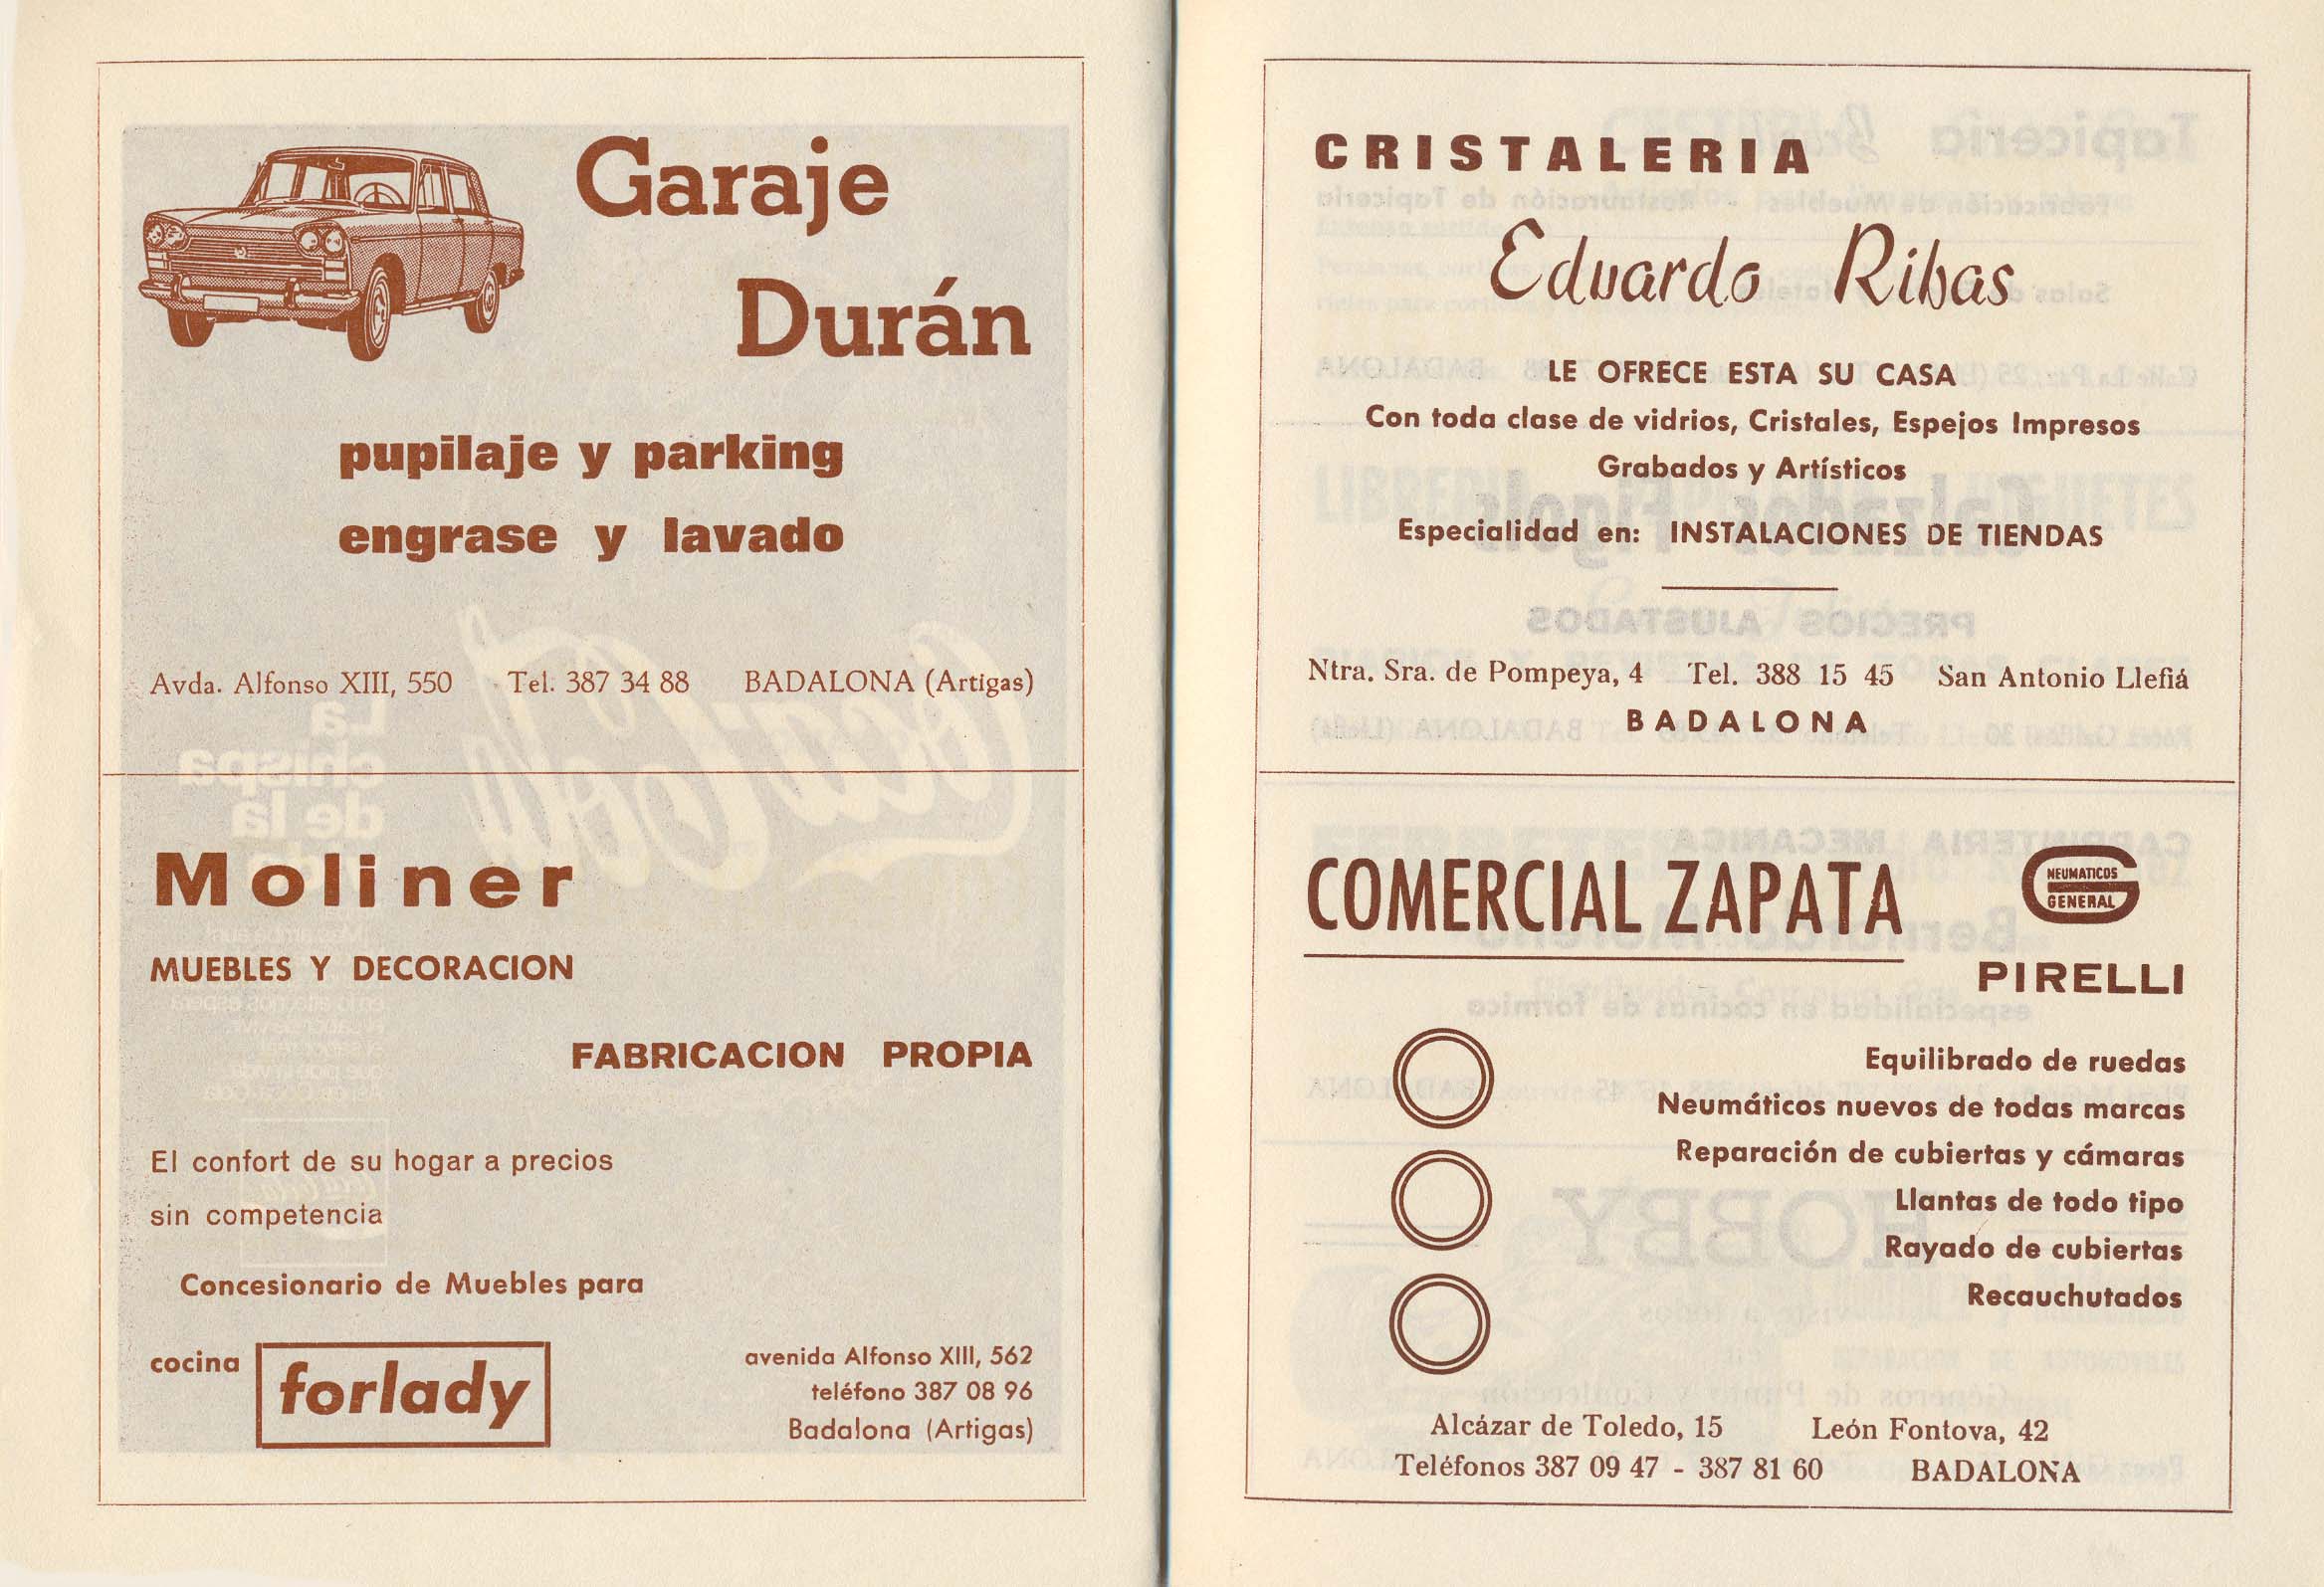 Garaje
Durán
pupilaje y parking
engrase y lavado
Avda. Alfonso XIII, 550 Tel. 387 34 88 BADALONA (Artigas)
Moliner
MUEBLES Y DECORACION
FABRICACION PROPIA
El confort de su hogar a precios
sin competencia
Concesionario de Muebles para
cocina forlady
avenida Alfonso XIII, 562
teléfono 387 08 96
Badalona (Artigas)
CRISTALERIA
Eduardo Ribas
LE OFRECE ESTA SU CASA
Con toda clase de vidrios, Cristales, Espejos Impresos
Grabados y Artísticos
Especialidad en: INSTALACIONES DE TIENDAS
Ntra. Sra. de Pompeya, 4 Tel. 388 15 45 San Antonio Llefiá
BADALONA
COMERCIAL ZAPATA
NEUMATICOS
GENERAL
PIRELLI
Equilibrado de ruedas
Neumáticos nuevos de todas marcas
Reparación de cubiertas y cámaras
Llantas de todo tipo
Rayado de cubiertas
Recauchutados
Alcázar de Toledo, 15 León Fontova, 42
Teléfonos 387 09 47 - 387 81 60 BADALONA